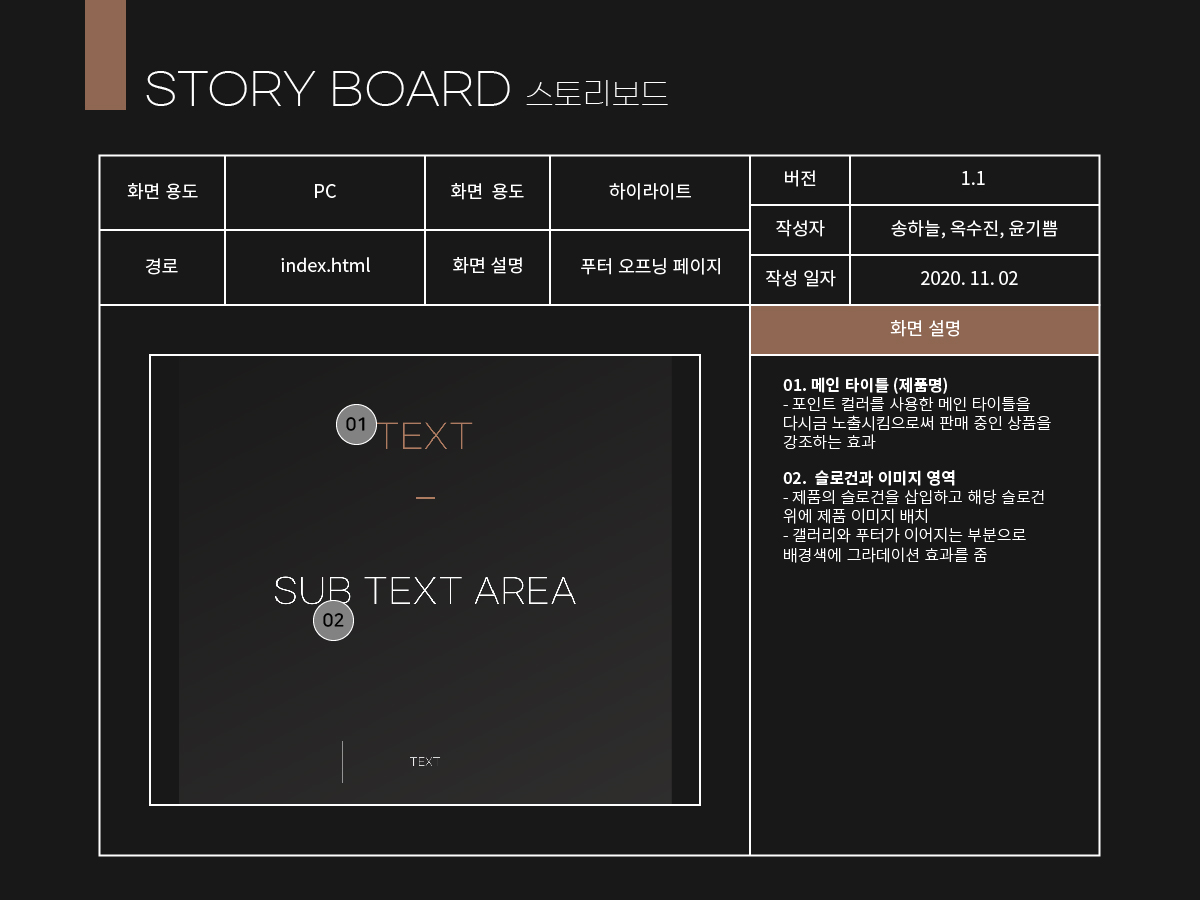 STORY BOARD 스토리보드
화면 용도 PC 화면 용도 하이라이트
버전 1.1
작성자 송하늘, 옥수진, 윤기쁨
경로 index.html 화면 설명 푸터 오프닝 페이지
작성 일자 2020. 11. 02
화면 설명
01 TEXT
SUB TEXT AREA
02
TEXT
01. 메인 타이틀 (제품명)
- 포인트 컬러를 사용한 메인 타이틀을
다시금 노출시킴으로써 판매 중인 상품을
강조하는 효과
02. 슬로건과 이미지 영역
- 제품의 슬로건을 삽입하고 해당 슬로건
위에 제품 이미지 배치
- 갤러리와 푸터가 이어지는 부분으로
배경색에 그라데이션 효과를 줌